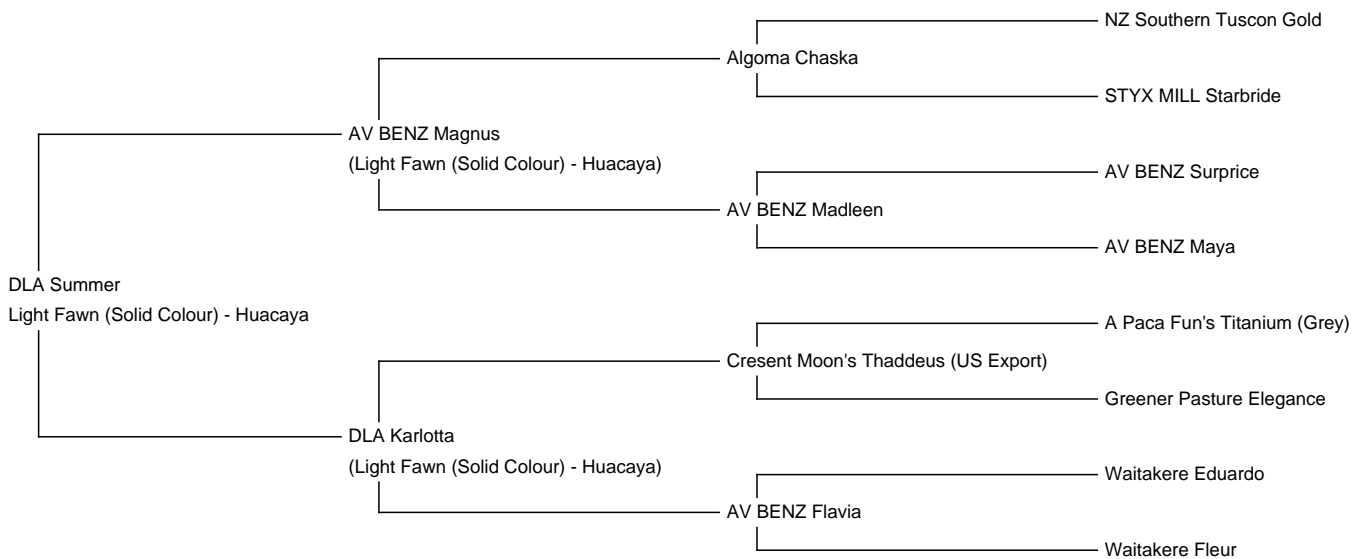 NZ Southern Tuscon Gold
Algoma Chaska
STYX MILL Starbride
AV BENZ Magnus
(Light Fawn (Solid Colour) - Huacaya)
AV BENZ Surprice
AV BENZ Madleen
AV BENZ Maya
DLA Summer
Light Fawn (Solid Colour) - Huacaya
A Paca Fun's Titanium (Grey)
Cresent Moon's Thaddeus (US Export)
Greener Pasture Elegance
DLA Karlotta
(Light Fawn (Solid Colour) - Huacaya)
Waitakere Eduardo
AV BENZ Flavia
Waitakere Fleur